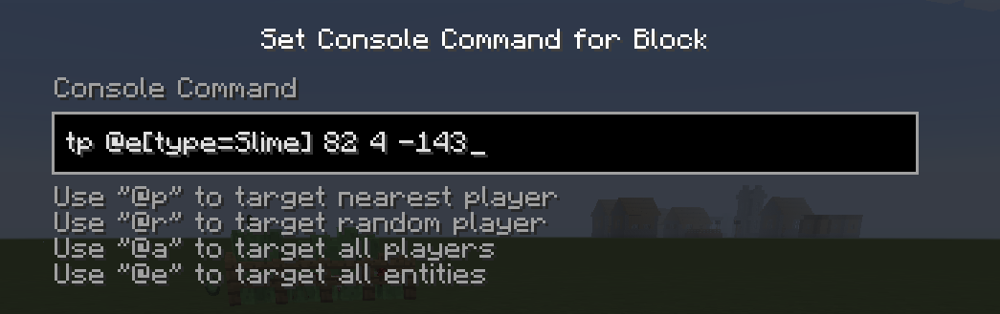 Set Console Command for Block
Console Command
tp @e[type=Slime] 82 4 -143_
Use "@p" to target nearest player
Use "@r" to target random player
Use "@a" to target all players
Use "@e" to target all entities